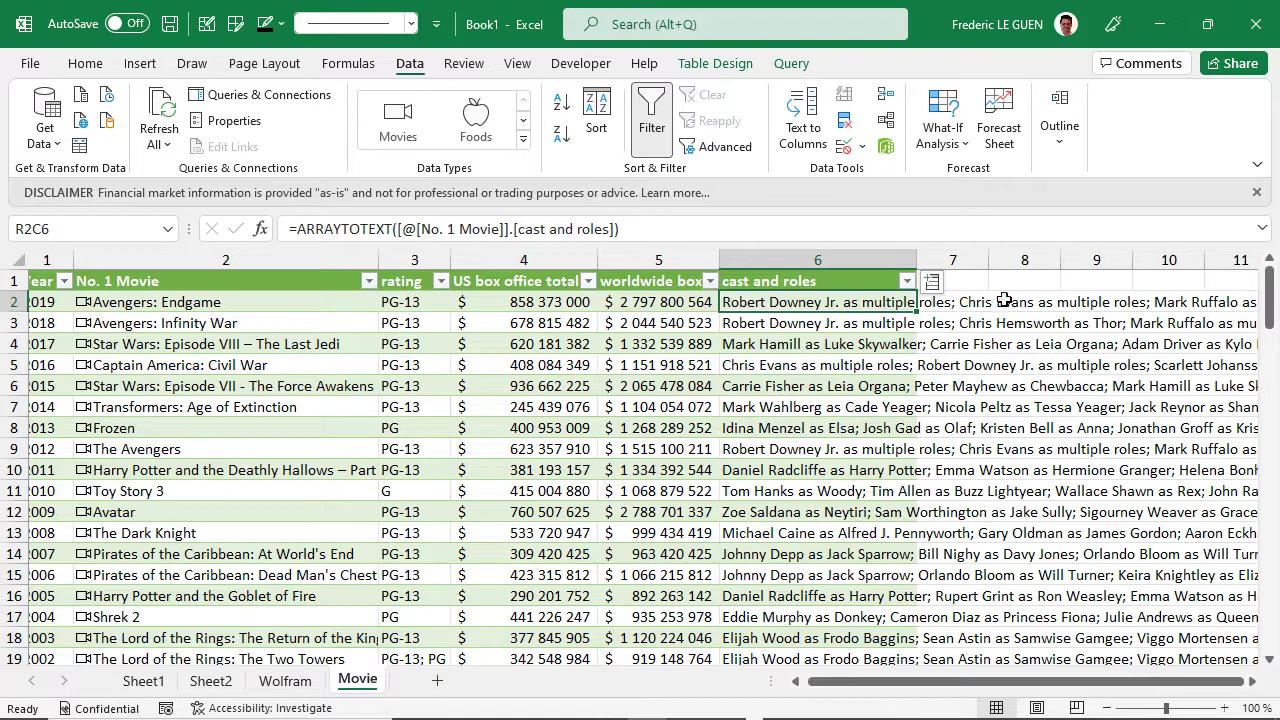 AutoSave Off Book1 - Excel Search (Alt+Q) Frederic LE GUEN
File Home Insert Draw Page Layout Formulas Data Review View Developer Help Table Design Query Comments Share
Get Data
Refresh All
Queries & Connections
Properties
Edit Links
Movies Foods
Sort Filter
Clear
Reapply
Advanced
Text to Columns
What-If Analysis
Forecast Sheet
Outline
Get & Transform Data Queries & Connections Data Types Sort & Filter Data Tools Forecast
DISCLAIMER Financial market information is provided "as-is" and not for professional or trading purposes or advice. Learn more...
R2C6 fx =ARRAYTOTEXT([@[No. 1 Movie]].[cast and roles])
1 2 3 4 5 6 7 8 9 10 11
1 Year No. 1 Movie rating US box office total worldwide box cast and roles
2 2019 Avengers: Endgame PG-13 $ 858 373 000 $ 2 797 800 564 Robert Downey Jr. as multiple roles; Chris Evans as multiple roles; Mark Ruffalo as
3 2018 Avengers: Infinity War PG-13 $ 678 815 482 $ 2 044 540 523 Robert Downey Jr. as multiple roles; Chris Hemsworth as Thor; Mark Ruffalo as mu
4 2017 Star Wars: Episode VIII – The Last Jedi PG-13 $ 620 181 382 $ 1 332 539 889 Mark Hamill as Luke Skywalker; Carrie Fisher as Leia Organa; Adam Driver as Kylo
5 2016 Captain America: Civil War PG-13 $ 408 084 349 $ 1 151 918 521 Chris Evans as multiple roles; Robert Downey Jr. as multiple roles; Scarlett Johanss
6 2015 Star Wars: Episode VII - The Force Awakens PG-13 $ 936 662 225 $ 2 065 478 084 Carrie Fisher as Leia Organa; Peter Mayhew as Chewbacca; Mark Hamill as Luke
7 2014 Transformers: Age of Extinction PG-13 $ 245 439 076 $ 1 104 054 072 Mark Wahlberg as Cade Yeager; Nicola Peltz as Tessa Yeager; Jack Reynor as Shan
8 2013 Frozen PG $ 400 953 009 $ 1 268 289 252 Idina Menzel as Elsa; Josh Gad as Olaf; Kristen Bell as Anna; Jonathan Groff as Krist
9 2012 The Avengers PG-13 $ 623 357 910 $ 1 515 100 211 Robert Downey Jr. as multiple roles; Chris Evans as multiple roles; Mark Ruffalo as
10 2011 Harry Potter and the Deathly Hallows – Part PG-13 $ 381 193 157 $ 1 334 392 544 Daniel Radcliffe as Harry Potter; Emma Watson as Hermione Granger; Helena Bonh
11 2010 Toy Story 3 G $ 415 004 880 $ 1 068 879 522 Tom Hanks as Woody; Tim Allen as Buzz Lightyear; Wallace Shawn as Rex; John Ra
12 2009 Avatar PG-13 $ 760 507 625 $ 2 788 701 337 Zoe Saldana as Neytiri; Sam Worthington as Jake Sully; Sigourney Weaver as Grace
13 2008 The Dark Knight PG-13 $ 533 720 947 $ 999 434 419 Michael Caine as Alfred J. Pennyworth; Gary Oldman as James Gordon; Aaron Eckh
14 2007 Pirates of the Caribbean: At World's End PG-13 $ 309 420 425 $ 963 420 425 Johnny Depp as Jack Sparrow; Bill Nighy as Davy Jones; Orlando Bloom as Will Turn
15 2006 Pirates of the Caribbean: Dead Man's Chest PG-13 $ 423 315 812 $ 1 066 215 812 Johnny Depp as Jack Sparrow; Orlando Bloom as Will Turner; Keira Knightley as Eliz
16 2005 Harry Potter and the Goblet of Fire PG-13 $ 290 201 752 $ 892 263 142 Daniel Radcliffe as Harry Potter; Rupert Grint as Ron Weasley; Emma Watson as He
17 2004 Shrek 2 PG $ 441 226 247 $ 935 253 978 Eddie Murphy as Donkey; Cameron Diaz as Princess Fiona; Julie Andrews as Queen
18 2003 The Lord of the Rings: The Return of the King PG-13 $ 377 845 905 $ 1 120 224 046 Elijah Wood as Frodo Baggins; Sean Astin as Samwise Gamgee; Viggo Mortensen a
19 2002 The Lord of the Rings: The Two Towers PG-13; PG $ 342 548 984 $ 919 148 764 Elijah Wood as Frodo Baggins; Sean Astin as Samwise Gamgee; Viggo Mortensen a
Sheet1 Sheet2 Wolfram Movie
Ready Confidential Accessibility: Investigate 100 %